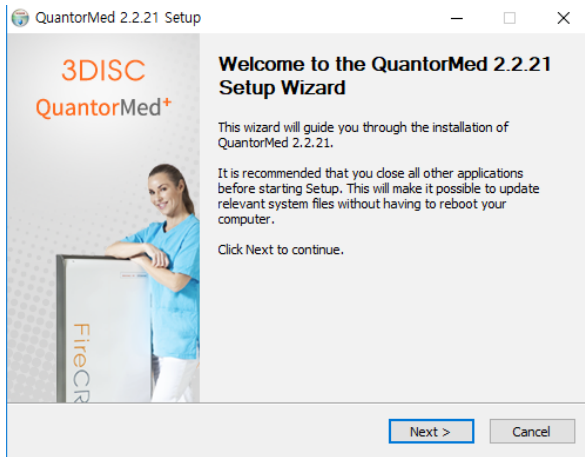 QuantorMed 2.2.21 Setup
3DISC
QuantorMed+
FireCR
Welcome to the QuantorMed 2.2.21
Setup Wizard
This wizard will guide you through the installation of
QuantorMed 2.2.21.
It is recommended that you close all other applications
before starting Setup. This will make it possible to update
relevant system files without having to reboot your
computer.
Click Next to continue.
Next >
Cancel